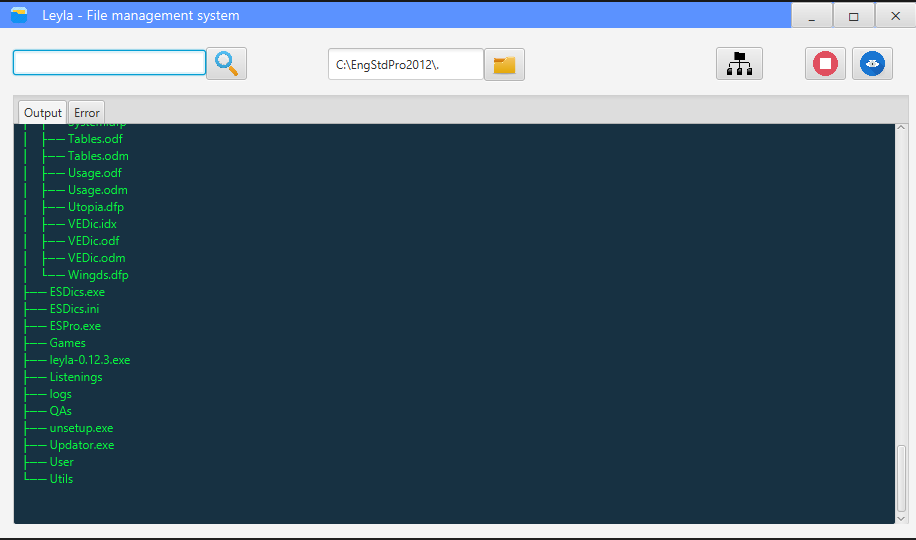 Leyla - File management system
C:\EngStdPro2012\.
Output Error
System.dfp
│ ├── Tables.odf
│ ├── Tables.odm
│ ├── Usage.odf
│ ├── Usage.odm
│ ├── Utopia.dfp
│ ├── VEDic.idx
│ ├── VEDic.odf
│ ├── VEDic.odm
│ └── Wingds.dfp
├── ESDics.exe
├── ESDics.ini
├── ESPro.exe
├── Games
├── leyla-0.12.3.exe
├── Listenings
├── logs
├── QAs
├── unsetup.exe
├── Updator.exe
├── User
└── Utils